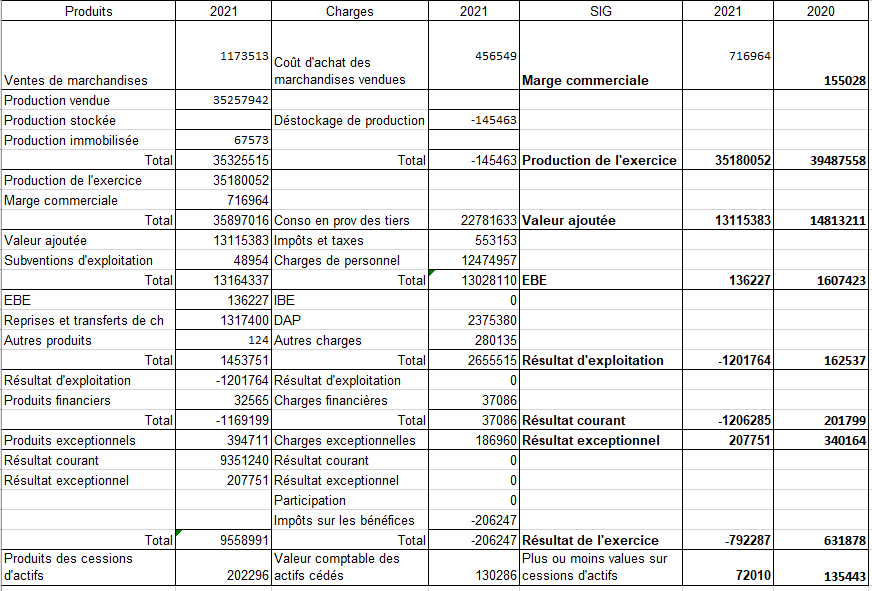 Produits 2021 Charges 2021 SIG 2021 2020
Ventes de marchandises 1173513 Coût d'achat des
marchandises vendues 456549 Marge commerciale 716964 155028
Production vendue 35257942
Production stockée Déstockage de production -145463
Production immobilisée 67573
Total 35325515 Total -145463 Production de l'exercice 35180052 39487558
Production de l'exercice 35180052
Marge commerciale 716964
Total 35897016 Conso en prov des tiers 22781633 Valeur ajoutée 13115383 14813211
Valeur ajoutée 13115383 Impôts et taxes 553153
Subventions d'exploitation 48954 Charges de personnel 12474957
Total 13164337 Total 13028110 EBE 136227 1607423
EBE 136227 IBE 0
Reprises et transferts de ch 1317400 DAP 2375380
Autres produits 124 Autres charges 280135
Total 1453751 Total 2655515 Résultat d'exploitation -1201764 162537
Résultat d'exploitation -1201764 Résultat d'exploitation 0
Produits financiers 32565 Charges financières 37086
Total -1169199 Total 37086 Résultat courant -1206285 201799
Produits exceptionnels 394711 Charges exceptionnelles 186960 Résultat exceptionnel 207751 340164
Résultat courant 9351240 Résultat courant 0
Résultat exceptionnel 207751 Résultat exceptionnel 0
Participation 0
Impôts sur les bénéfices -206247
Total 9558991 Total -206247 Résultat de l'exercice -792287 631878
Produits des cessions Valeur comptable des Plus ou moins values sur
d'actifs 202296 actifs cédés 130286 cessions d'actifs 72010 135443